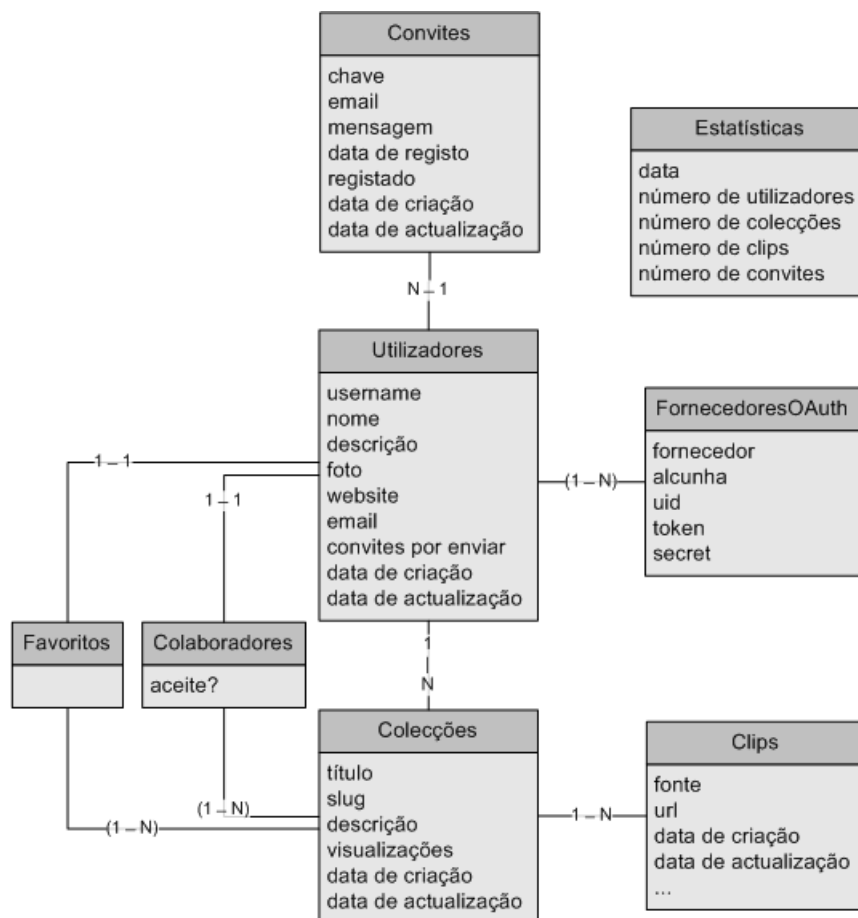 Convites
chave
email
mensagem
data de registo
registado
data de criação
data de actualização
Estatísticas
data
número de utilizadores
número de colecções
número de clips
número de convites
N – 1
Utilizadores
username
nome
descrição
foto
website
email
convites por enviar
data de criação
data de actualização
FornecedoresOAuth
fornecedor
alcunha
uid
token
secret
1 – 1
1 – 1
(1 – N)
Favoritos
Colaboradores
aceite?
1
N
Colecções
título
slug
descrição
visualizações
data de criação
data de actualização
Clips
fonte
url
data de criação
data de actualização
...
(1 – N)
(1 – N)
1 – N